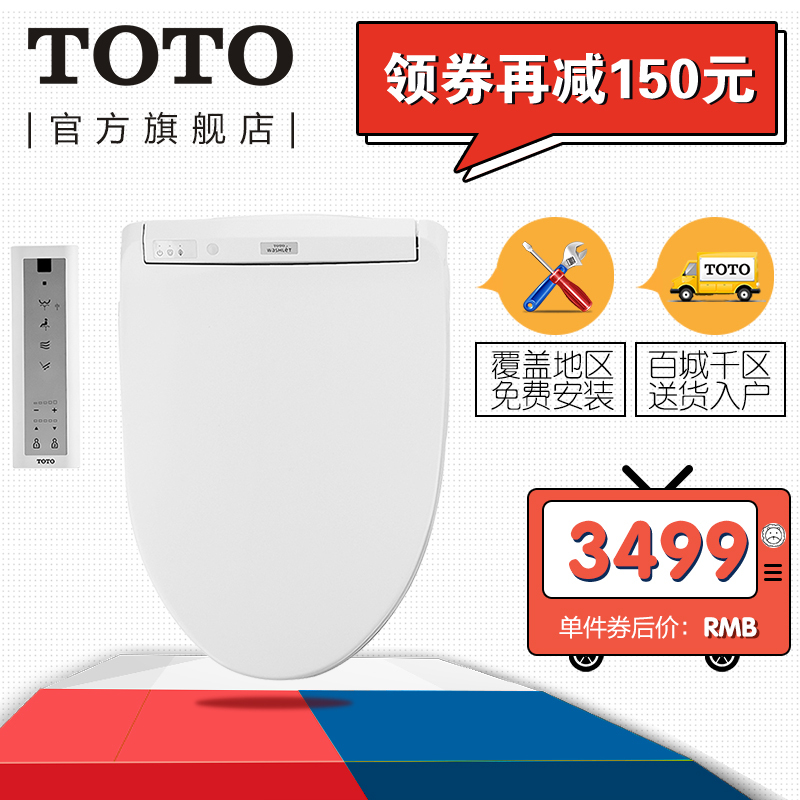 TOTO
官方旗舰店
领券再减150元
TOTO
WASHLET
TOTO
TOTO
覆盖地区
免费安装
百城千区
送货入户
3499
单件券后价：RMB